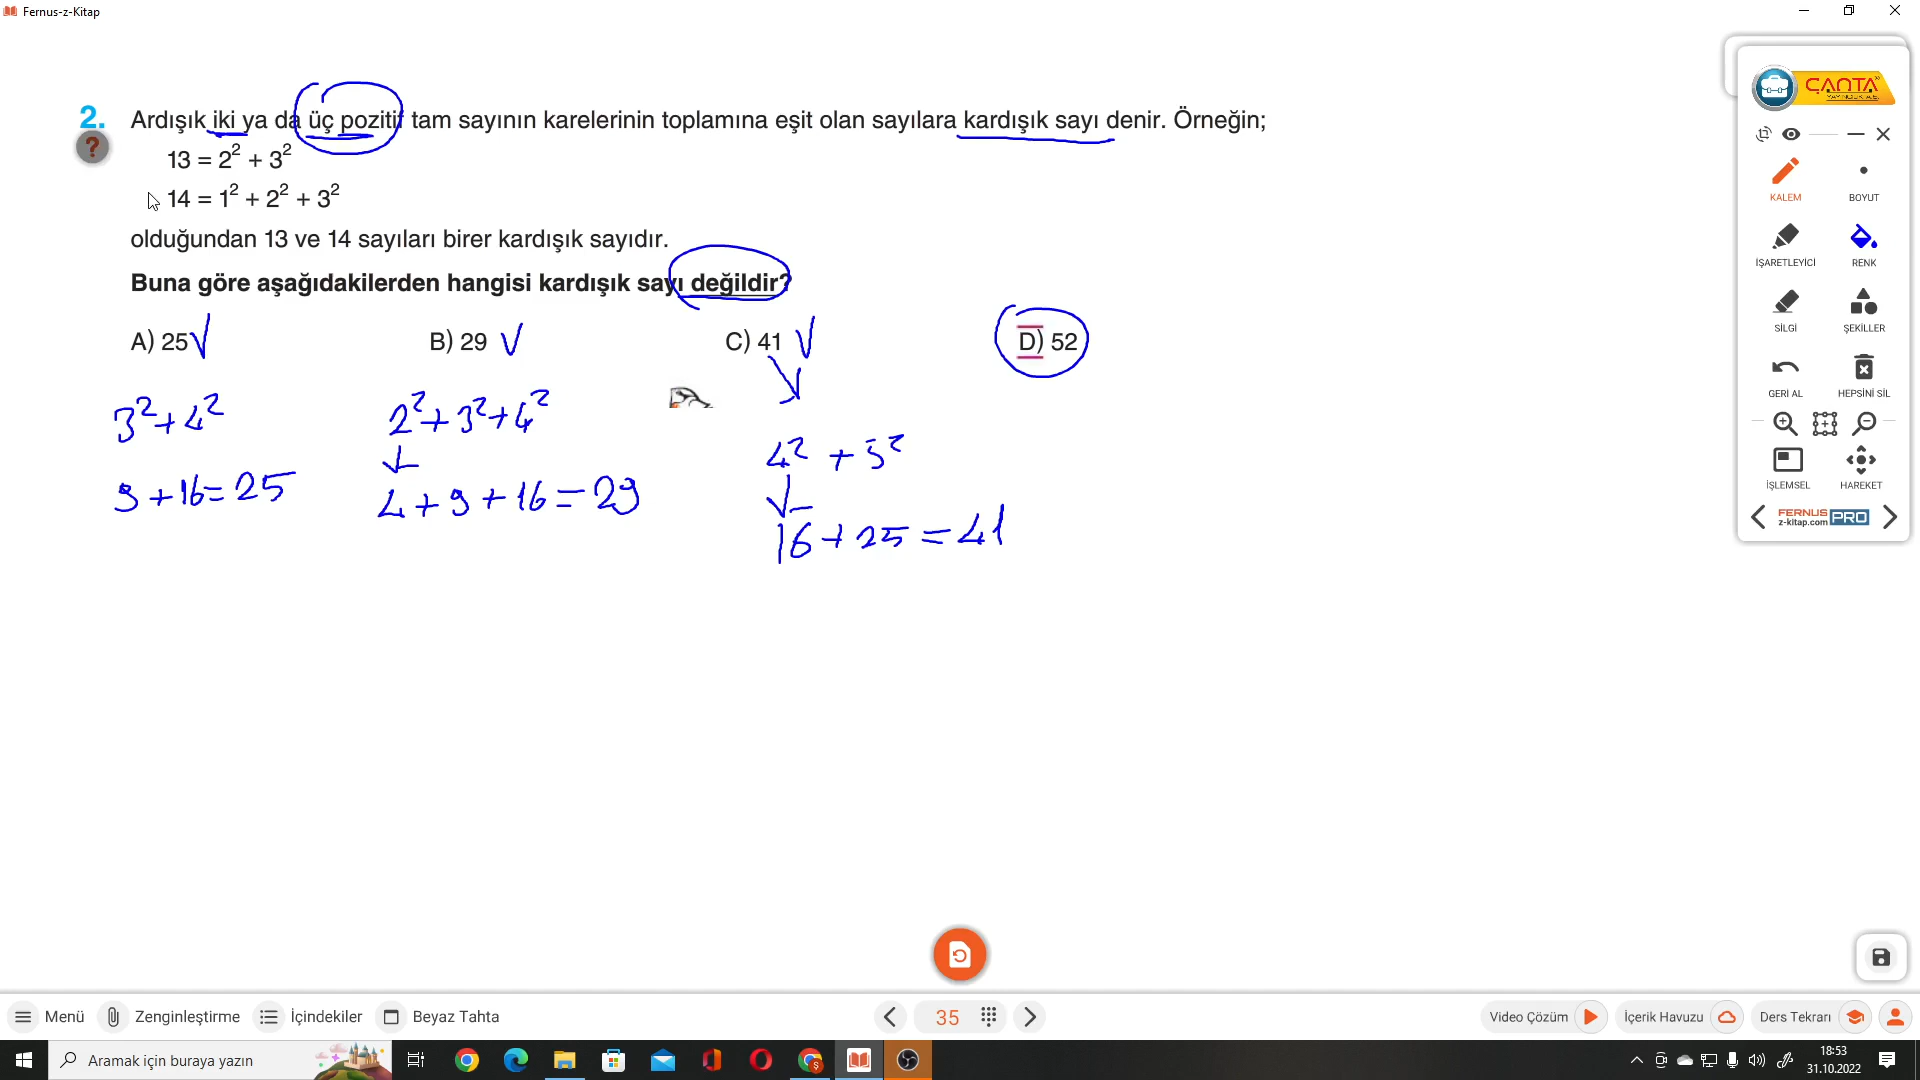 Fernus-z-Kitap
2. Ardışık iki ya da üç pozitif tam sayının karelerinin toplamına eşit olan sayılara kardışık sayı denir. Örneğin;
?
13 = 2² + 3²
14 = 1² + 2² + 3²
olduğundan 13 ve 14 sayıları birer kardışık sayıdır.
Buna göre aşağıdakilerden hangisi kardışık sayı değildir?
A) 25 B) 29 C) 41 D) 52
3² + 4² 2² + 3² + 4² 4² + 5²
9 + 16 = 25 4 + 9 + 16 = 29 16 + 25 = 41
ÇANTA
YAYINCILIK A.Ş.
KALEM BOYUT
İŞARETLEYİCİ RENK
SİLGİ ŞEKİLLER
GERİ AL HEPSİNİ SİL
İŞLEMSEL HAREKET
FERNUS
z-kitap.com PRO
Menü Zenginleştirme İçindekiler Beyaz Tahta 35 Video Çözüm İçerik Havuzu Ders Tekrarı
Aramak için buraya yazın
18:53
31.10.2022